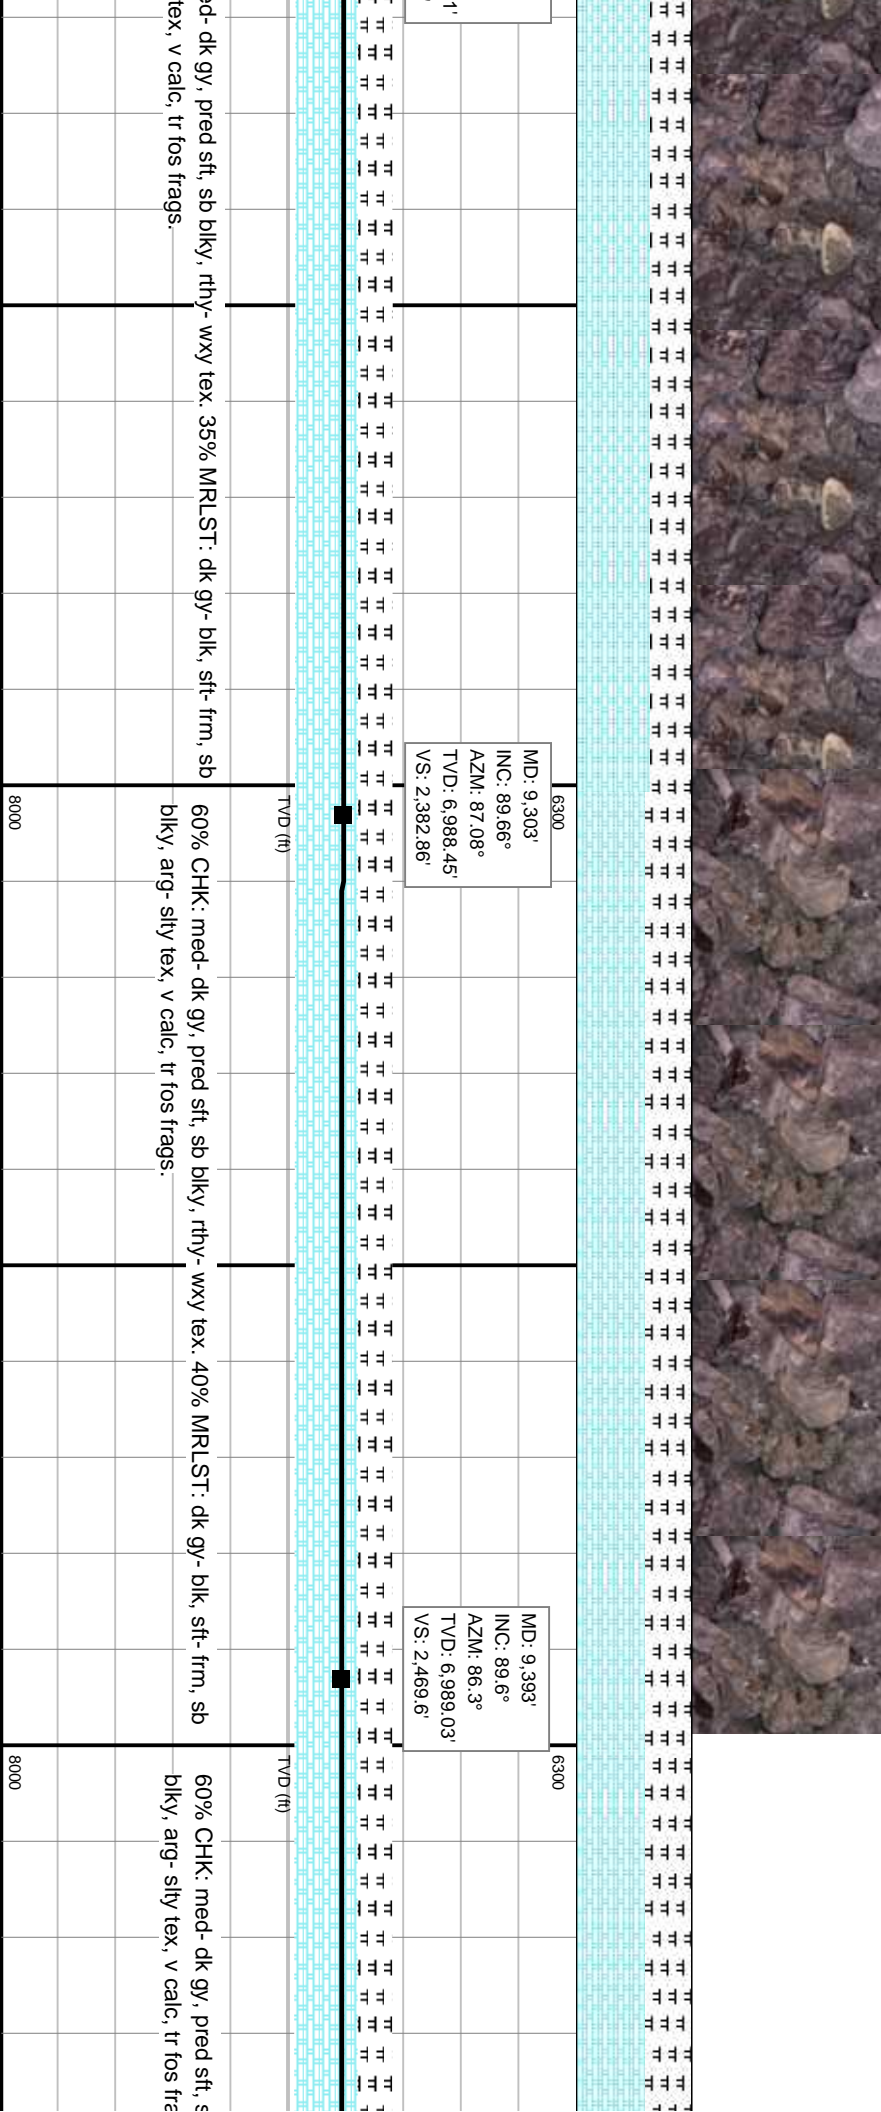 1'
ed- dk gy, pred sft, sb blky, rthy- wxy tex. 35% MRLST: dk gy- blk, sft- frm, sb
tex, v calc, tr fos frags.
MD: 9,303'
INC: 89.66°
AZM: 87.08°
TVD: 6,988.45'
VS: 2,382.86'
6300
TVD (ft)
8000
60% CHK: med- dk gy, pred sft, sb blky, rthy- wxy tex. 40% MRLST: dk gy- blk, sft- frm, sb
blky, arg- slty tex, v calc, tr fos frags.
MD: 9,393'
INC: 89.6°
AZM: 86.3°
TVD: 6,989.03'
VS: 2,469.6'
6300
TVD (ft)
8000
60% CHK: med- dk gy, pred sft, s
blky, arg- slty tex, v calc, tr fos fra